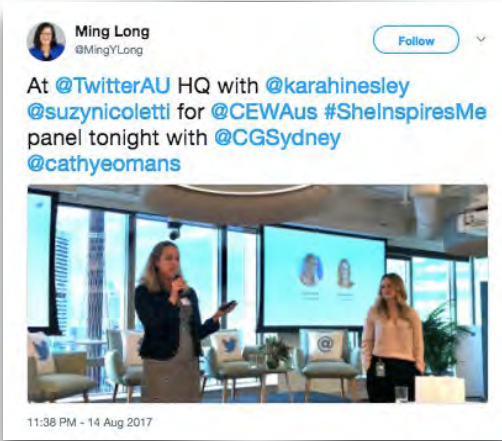 Ming Long
@MingYLong
Follow
At @TwitterAU HQ with @karahinesley
@suzynicoletti for @CEWAus #SheInspiresMe
panel tonight with @CGSydney
@cathyeomans
@
11:38 PM - 14 Aug 2017